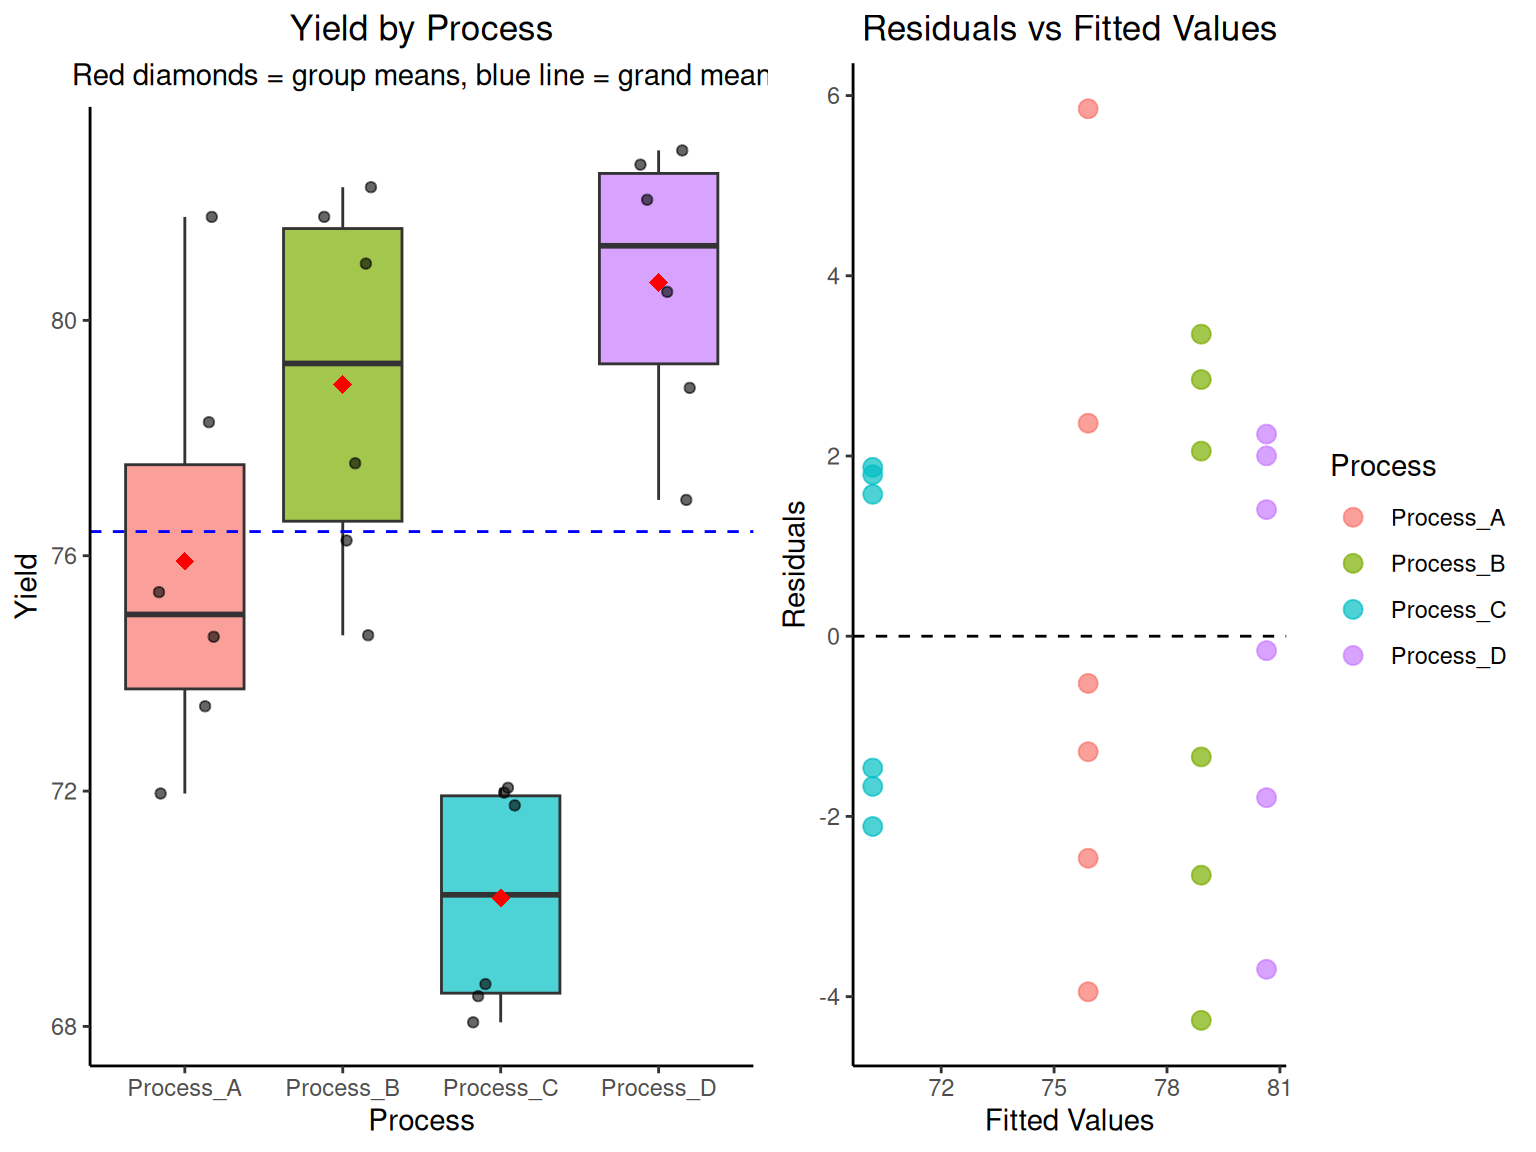 Yield by Process
Red diamonds = group means, blue line = grand mean
Yield
80
76
72
68
Process_A
Process_B
Process_C
Process_D
Process
Residuals vs Fitted Values
Residuals
6
4
2
0
-2
-4
72
75
78
81
Fitted Values
Process
Process_A
Process_B
Process_C
Process_D